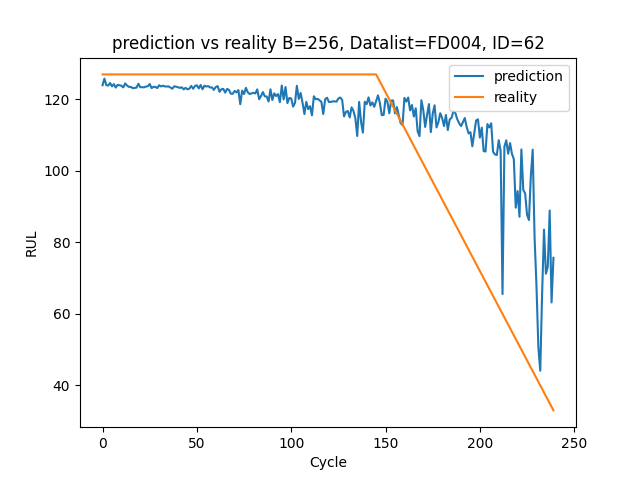 prediction vs reality B=256, Datalist=FD004, ID=62
prediction
reality
120
100
80
60
40
RUL
0 50 100 150 200 250
Cycle